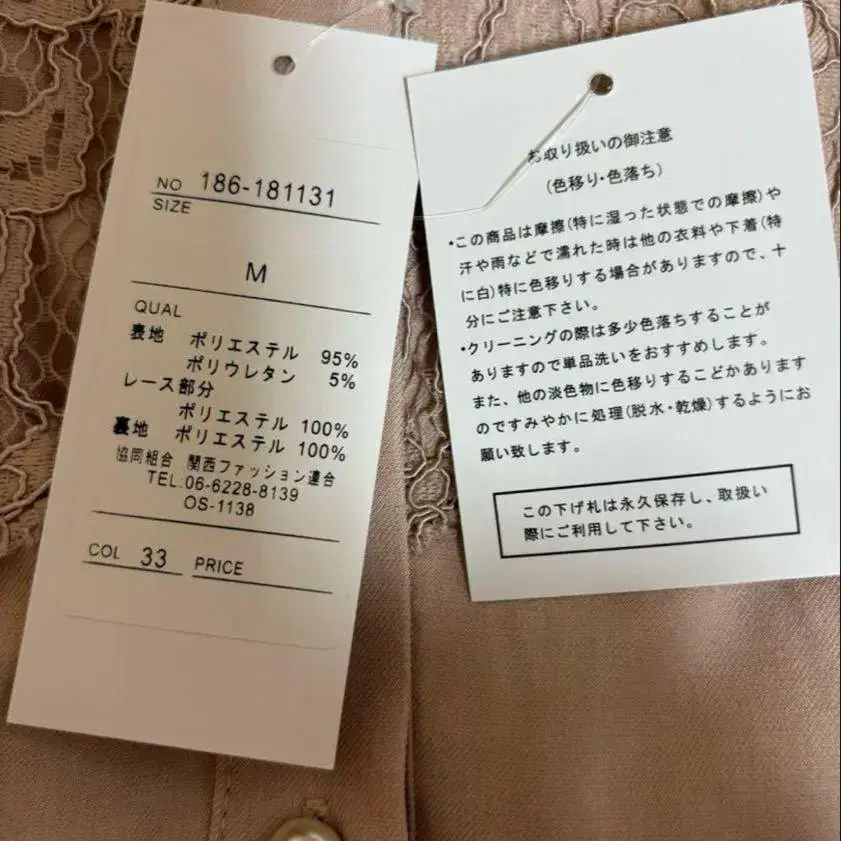 NO 186-181131
SIZE
M
QUAL
表地 ポリエステル 95%
ポリウレタン 5%
レース部分
ポリエステル 100%
裏地 ポリエステル 100%
協同組合 関西ファッション連合
TEL:06-6228-8139
OS-1138
COL 33 PRICE
お取り扱いの御注意
(色移り・色落ち)
・この商品は摩擦(特に湿った状態での摩擦)や
汗や雨などで濡れた時は他の衣料や下着(特
に白)特に色移りする場合がありますので、十
分にご注意下さい。
・クリーニングの際は多少色落ちすることが
ありますので単品洗いをおすすめします。
また、他の淡色物に色移りするこどかあります
のですみやかに処理(脱水・乾燥)するようにお
願い致します。
この下げ札は永久保存し、取扱い
際にご利用して下さい。